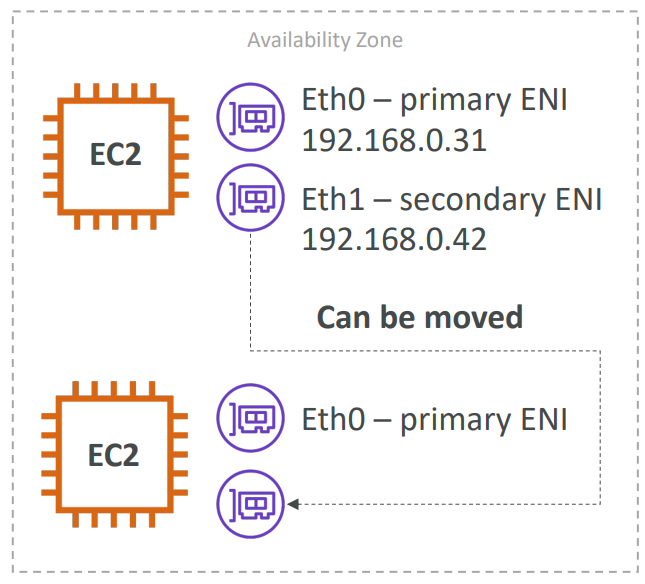 Availability Zone
EC2
Eth0 – primary ENI
192.168.0.31
Eth1 – secondary ENI
192.168.0.42
Can be moved
EC2
Eth0 – primary ENI